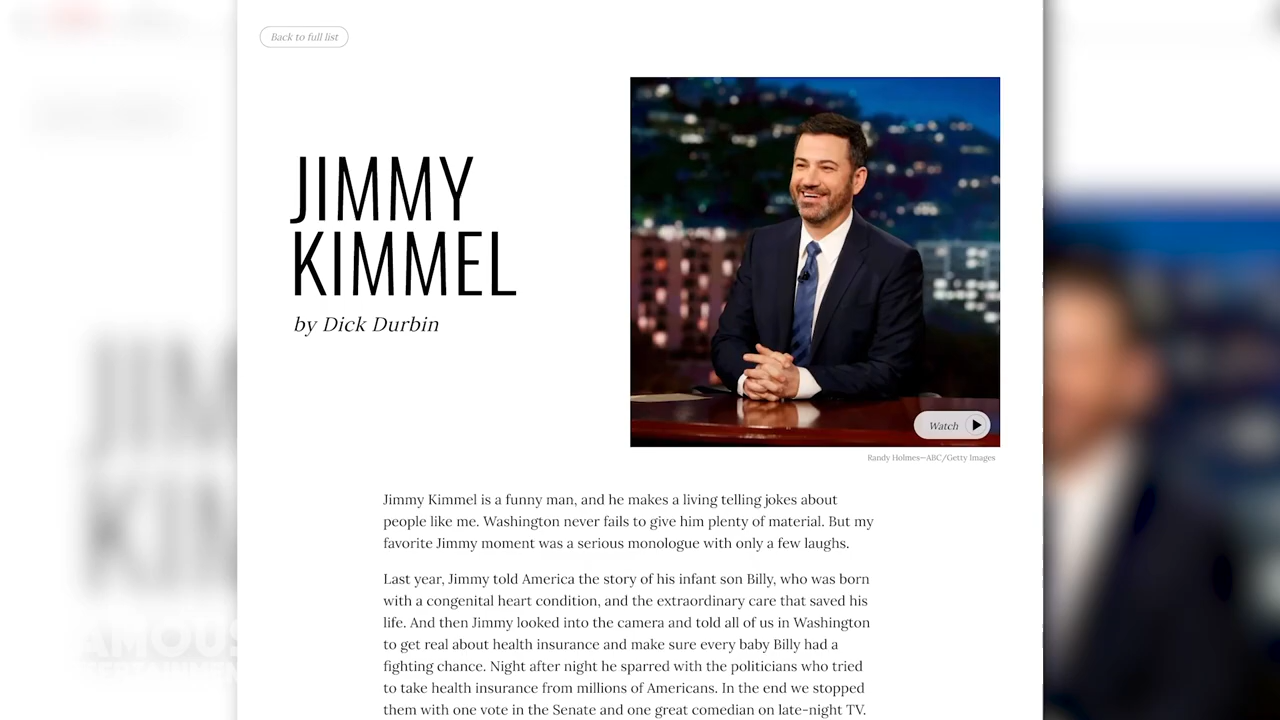 Back to full list
JIMMY
KIMMEL
by Dick Durbin
Watch
Randy Holmes—ABC/Getty Images
Jimmy Kimmel is a funny man, and he makes a living telling jokes about
people like me. Washington never fails to give him plenty of material. But my
favorite Jimmy moment was a serious monologue with only a few laughs.
Last year, Jimmy told America the story of his infant son Billy, who was born
with a congenital heart condition, and the extraordinary care that saved his
life. And then Jimmy looked into the camera and told all of us in Washington
to get real about health insurance and make sure every baby Billy had a
fighting chance. Night after night he sparred with the politicians who tried
to take health insurance from millions of Americans. In the end we stopped
them with one vote in the Senate and one great comedian on late-night TV.